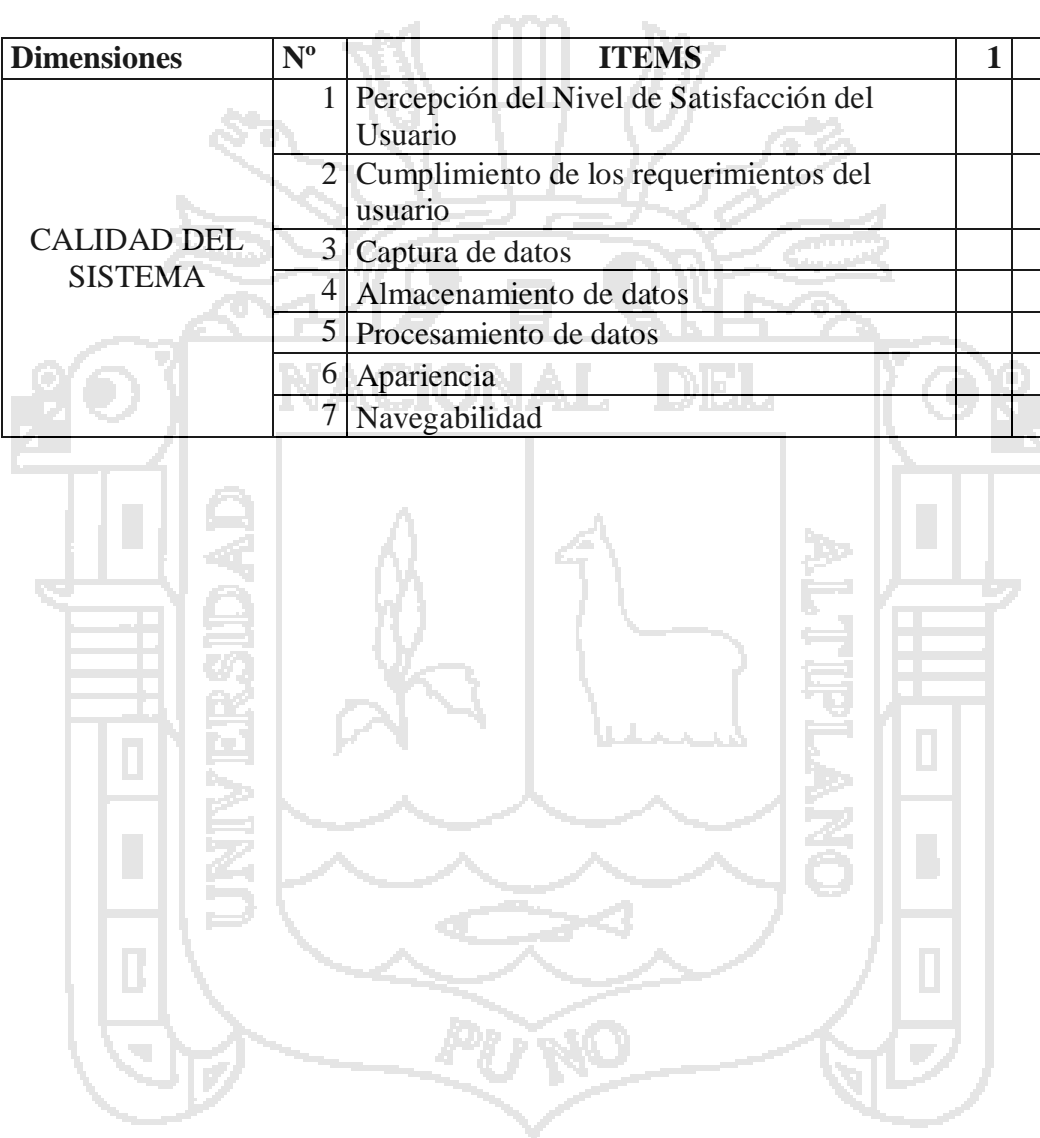 Dimensiones Nº ITEMS 1
1 Percepción del Nivel de Satisfacción del
Usuario
2 Cumplimiento de los requerimientos del
usuario
CALIDAD DEL
SISTEMA
3 Captura de datos
4 Almacenamiento de datos
5 Procesamiento de datos
6 Apariencia
7 Navegabilidad
NACIONAL DEL
UNIVERSIDAD
ALTIPLANO
PUNO